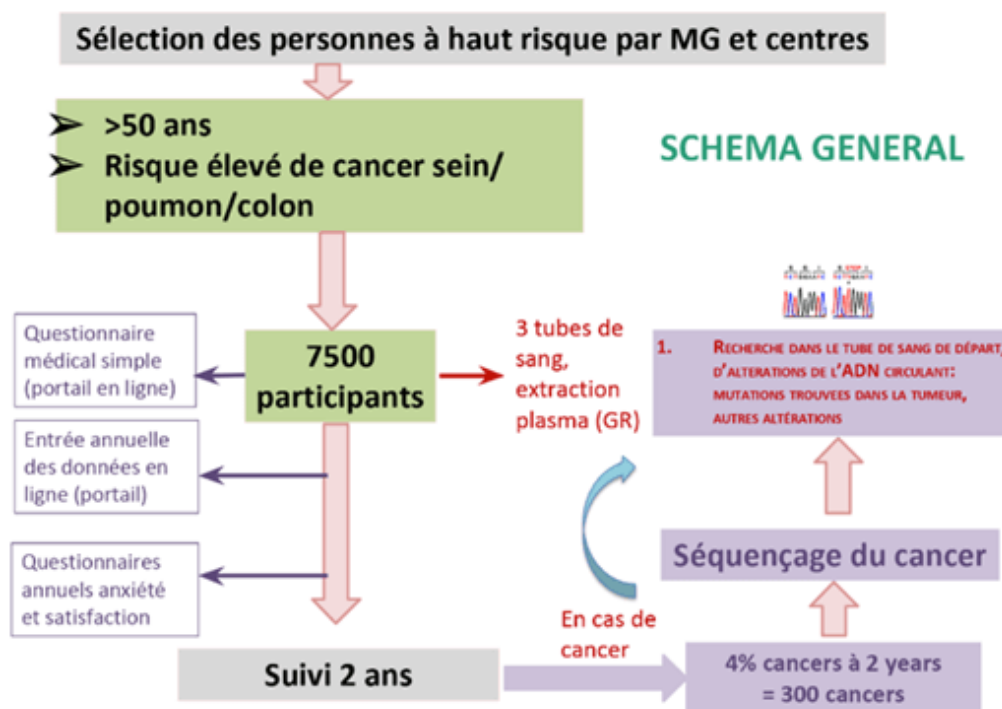 Sélection des personnes à haut risque par MG et centres
➢ >50 ans
➢ Risque élevé de cancer sein/
poumon/colon
SCHEMA GENERAL
Questionnaire
médical simple
(portail en ligne)
7500
participants
3 tubes de
sang,
extraction
plasma (GR)
1. RECHERCHE DANS LE TUBE DE SANG DE DÉPART,
D'ALTERATIONS DE L'ADN CIRCULANT:
MUTATIONS TROUVEES DANS LA TUMEUR,
AUTRES ALTÉRATIONS
Entrée annuelle
des données en
ligne (portail)
Questionnaires
annuels anxiété
et satisfaction
Séquençage du cancer
En cas de
cancer
Suivi 2 ans
4% cancers à 2 years
= 300 cancers